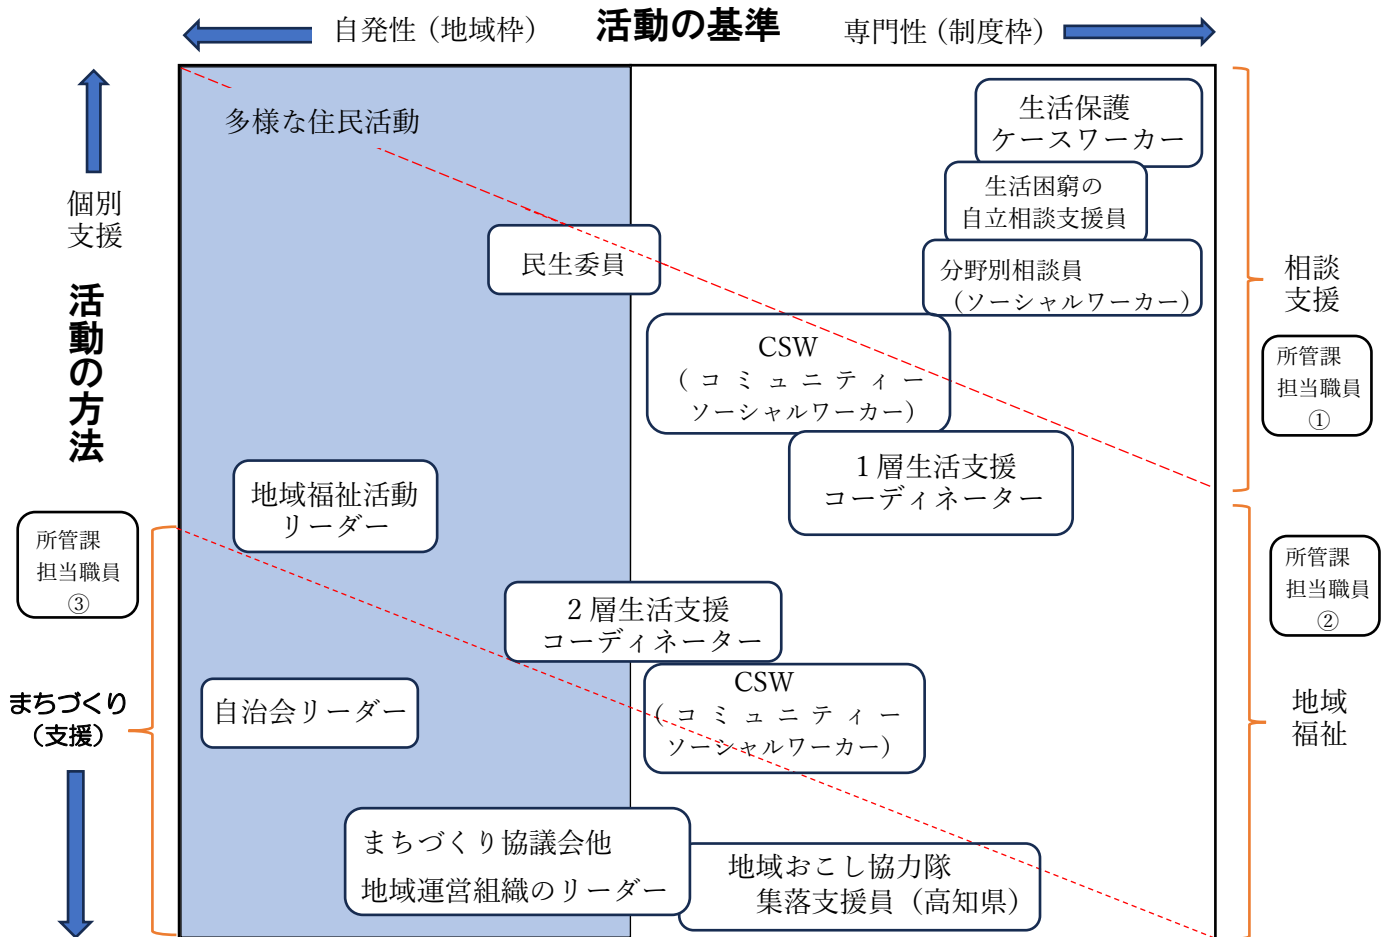 活動の基準
自発性（地域枠）
専門性（制度枠）
個別
支援
活動の方法
多様な住民活動
生活保護
ケースワーカー
生活困窮の
自立相談支援員
民生委員
分野別相談員
（ソーシャルワーカー）
相談
支援
CSW
（コミュニティー
ソーシャルワーカー）
所管課
担当職員
①
1層生活支援
コーディネーター
地域福祉活動
リーダー
所管課
担当職員
③
所管課
担当職員
②
2層生活支援
コーディネーター
まちづくり
（支援）
自治会リーダー
CSW
（コミュニティー
ソーシャルワーカー）
地域
福祉
まちづくり協議会他
地域運営組織のリーダー
地域おこし協力隊
集落支援員（高知県）